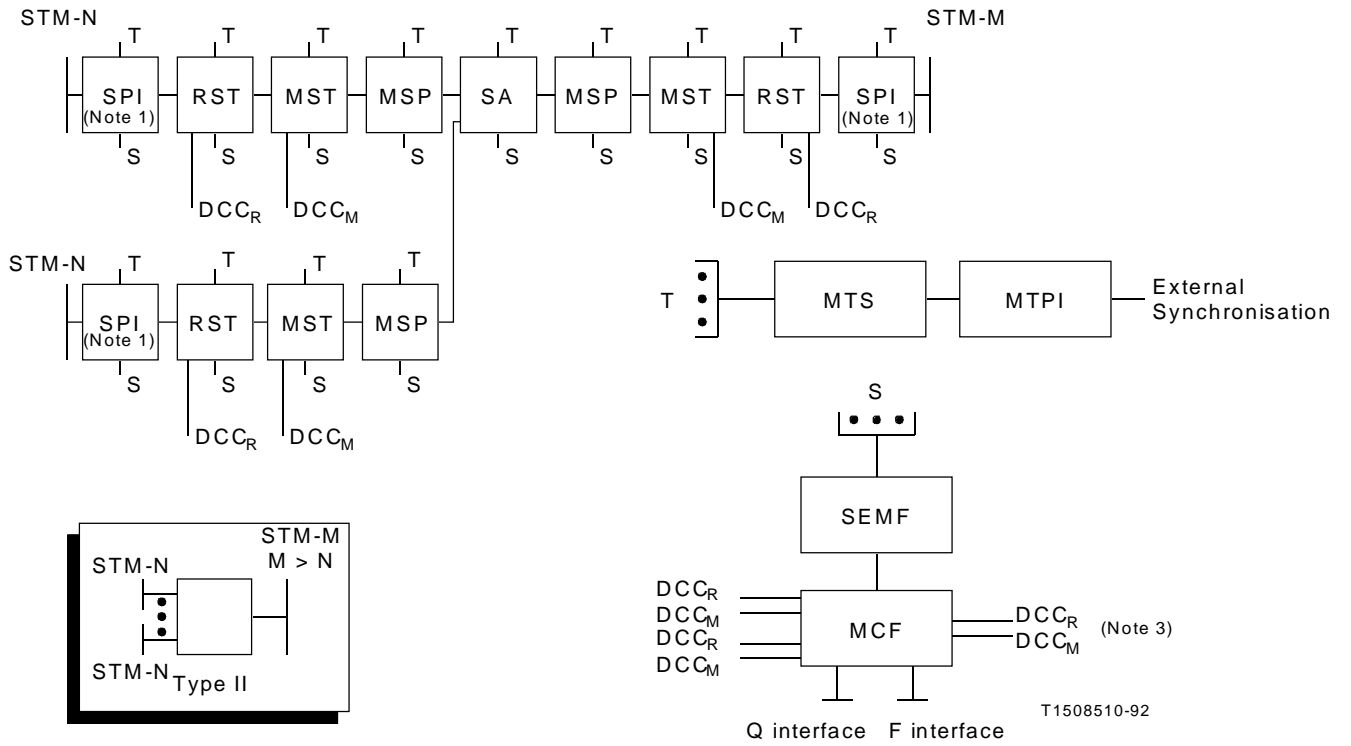 STM-N
STM-M
T T T T T T T T T
SPI RST MST MSP SA MSP MST RST SPI
(Note 1) (Note 1)
S S S S S S S S S
DCCR DCCM DCCM DCCR
STM-N
T T T T
SPI RST MST MSP
(Note 1)
S S S S
DCCR DCCM
T MTS MTPI External
Synchronisation
S
SEMF
DCCR
DCCM
DCCR
DCCM
MCF
DCCR
DCCM
(Note 3)
Q interface F interface
T1508510-92
STM-M
M > N
STM-N
STM-N
Type II